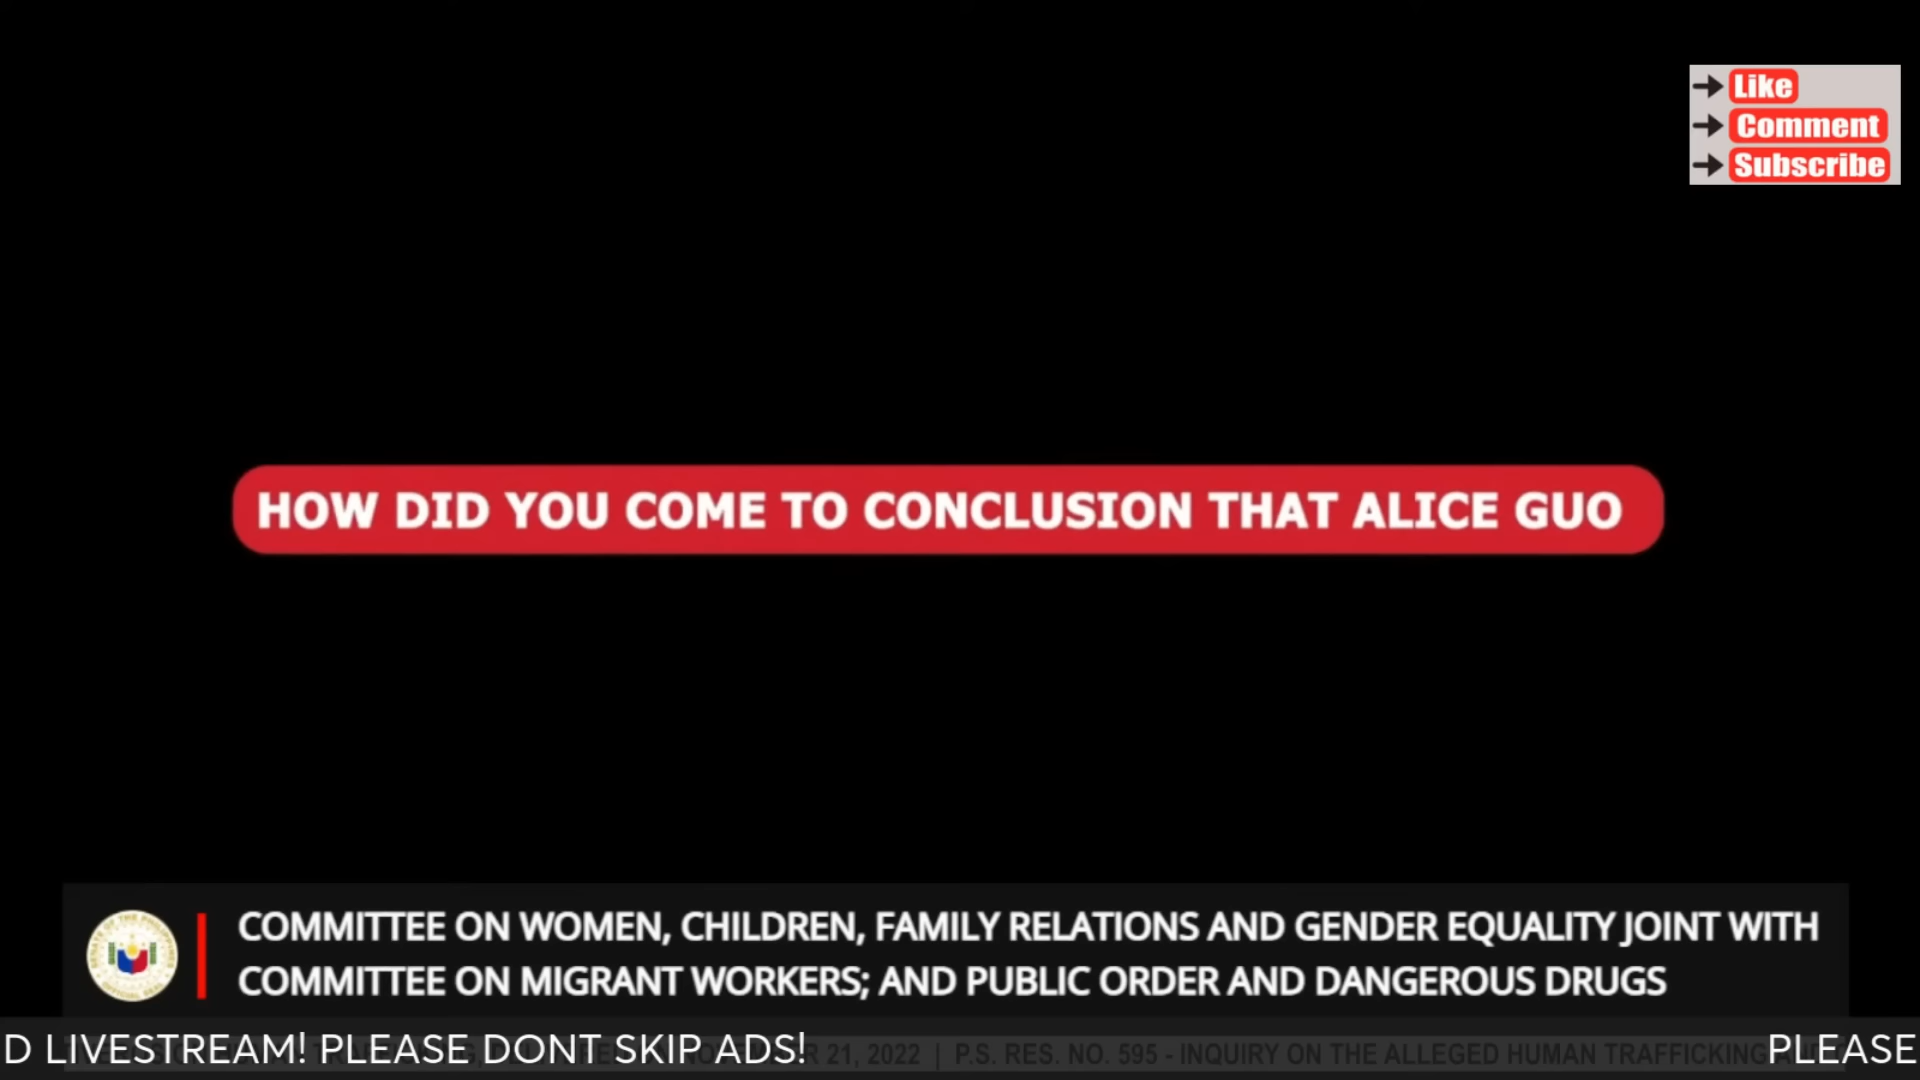 Like
Comment
Subscribe
HOW DID YOU COME TO CONCLUSION THAT ALICE GUO
COMMITTEE ON WOMEN, CHILDREN, FAMILY RELATIONS AND GENDER EQUALITY JOINT WITH
COMMITTEE ON MIGRANT WORKERS; AND PUBLIC ORDER AND DANGEROUS DRUGS
D LIVESTREAM! PLEASE DONT SKIP ADS! PLEASE
21, 2022 | P.S. RES. NO. 595 - INQUIRY ON THE ALLEGED HUMAN TRAFFICKING